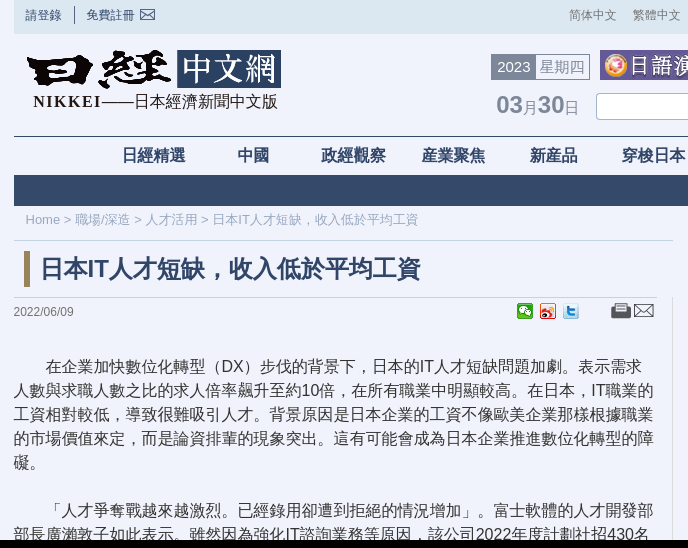 請登錄 免費註冊 简体中文 繁體中文
日經中文網
NIKKEI——日本經濟新聞中文版
2023 星期四
03月30日
日語演
日經精選 中國 政經觀察 產業聚焦 新産品 穿梭日本
Home > 職場/深造 > 人才活用 > 日本IT人才短缺，收入低於平均工資
日本IT人才短缺，收入低於平均工資
2022/06/09
在企業加快數位化轉型（DX）步伐的背景下，日本的IT人才短缺問題加劇。表示需求
人數與求職人數之比的求人倍率飆升至約10倍，在所有職業中明顯較高。在日本，IT職業的
工資相對較低，導致很難吸引人才。背景原因是日本企業的工資不像歐美企業那樣根據職業
的市場價值來定，而是論資排輩的現象突出。這有可能會成為日本企業推進數位化轉型的障
礙。
「人才爭奪戰越來越激烈。已經錄用卻遭到拒絕的情況增加」。富士軟體的人才開發部
部長廣瀨敦子如此表示。雖然因為強化IT諮詢業務等原因，該公司2022年度計劃社招430名